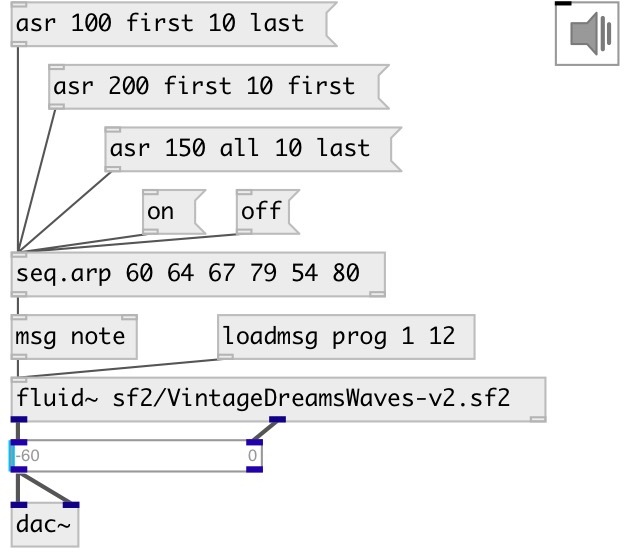 asr 100 first 10 last
asr 200 first 10 first
asr 150 all 10 last
on
off
seq.arp 60 64 67 79 54 80
msg note
loadmsg prog 1 12
fluid~ sf2/VintageDreamsWaves-v2.sf2
-60
0
dac~